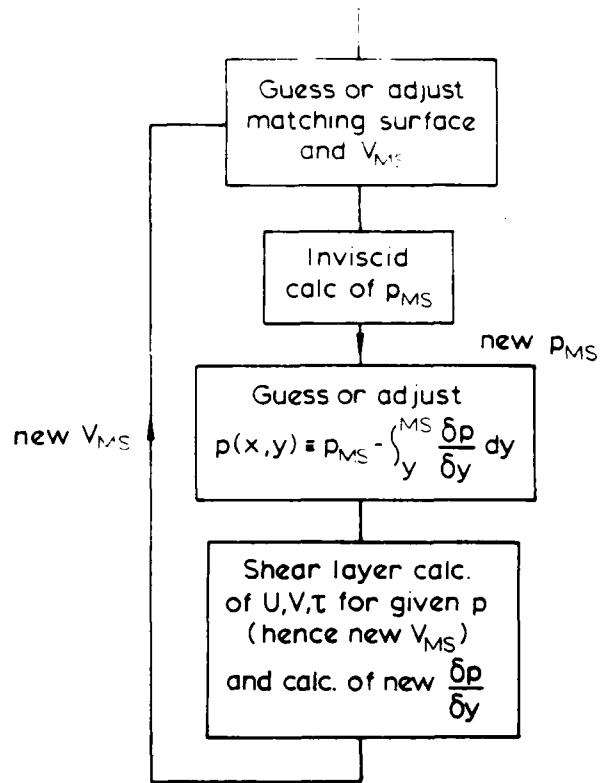 Guess or adjust
matching surface
and V_MS
Inviscid
calc of p_MS
new p_MS
Guess or adjust
p(x,y) ≡ p_MS - ∫_y^MS δp/δy dy
new V_MS
Shear layer calc.
of U,V,τ for given p
(hence new V_MS)
and calc. of new δp/δy